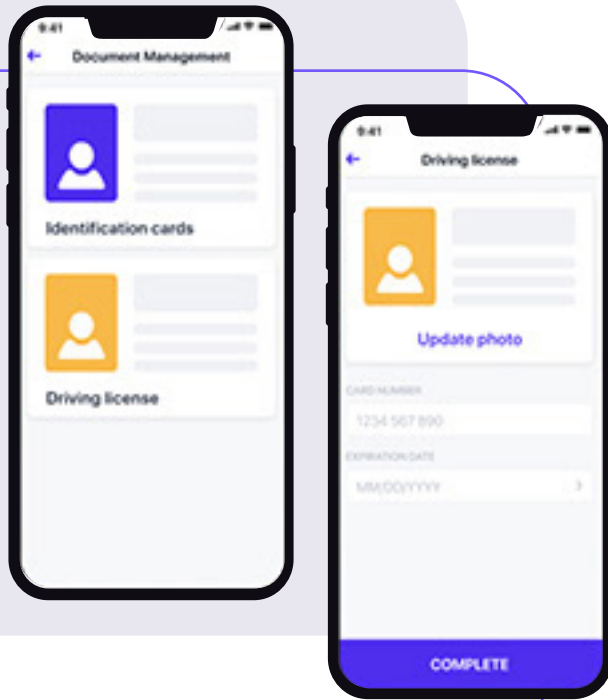 9:41
Document Management
Identification cards
Driving license
9:41
Driving license
Update photo
CARD NUMBER
1234 567 890
EXPIRATION DATE
MM/DD/YYYY
COMPLETE